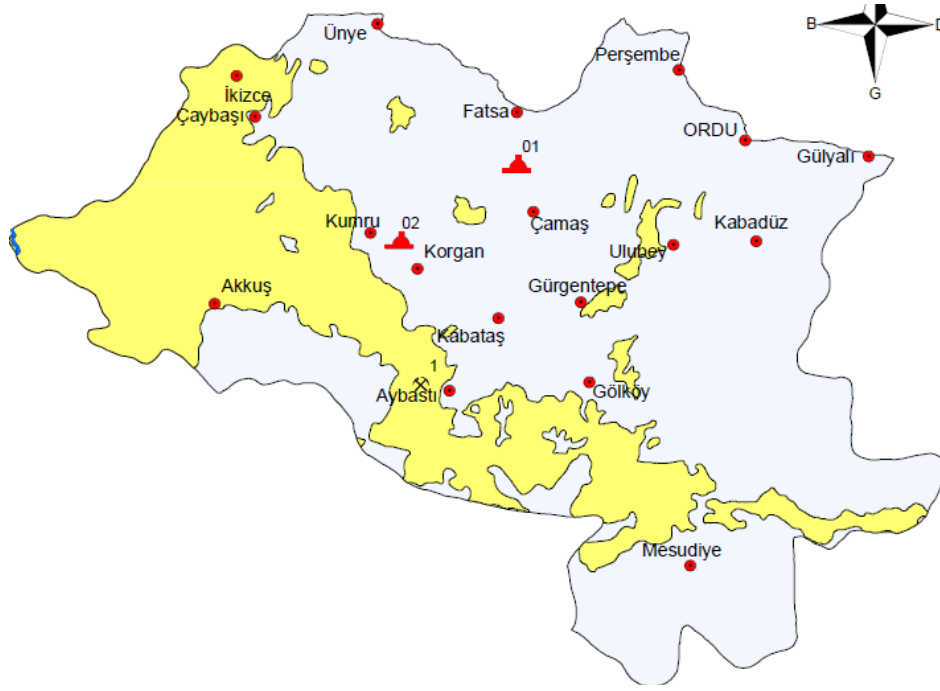 Ünye
B
D
G
Perşembe
İkizce
Çaybaşı
Fatsa
ORDU
Gülyalı
01
Kumru
02
Çamaş
Kabadüz
Ulubey
Korgan
Akkuş
Gürgentepe
Kabataş
1
Aybastı
Gölköy
Mesudiye